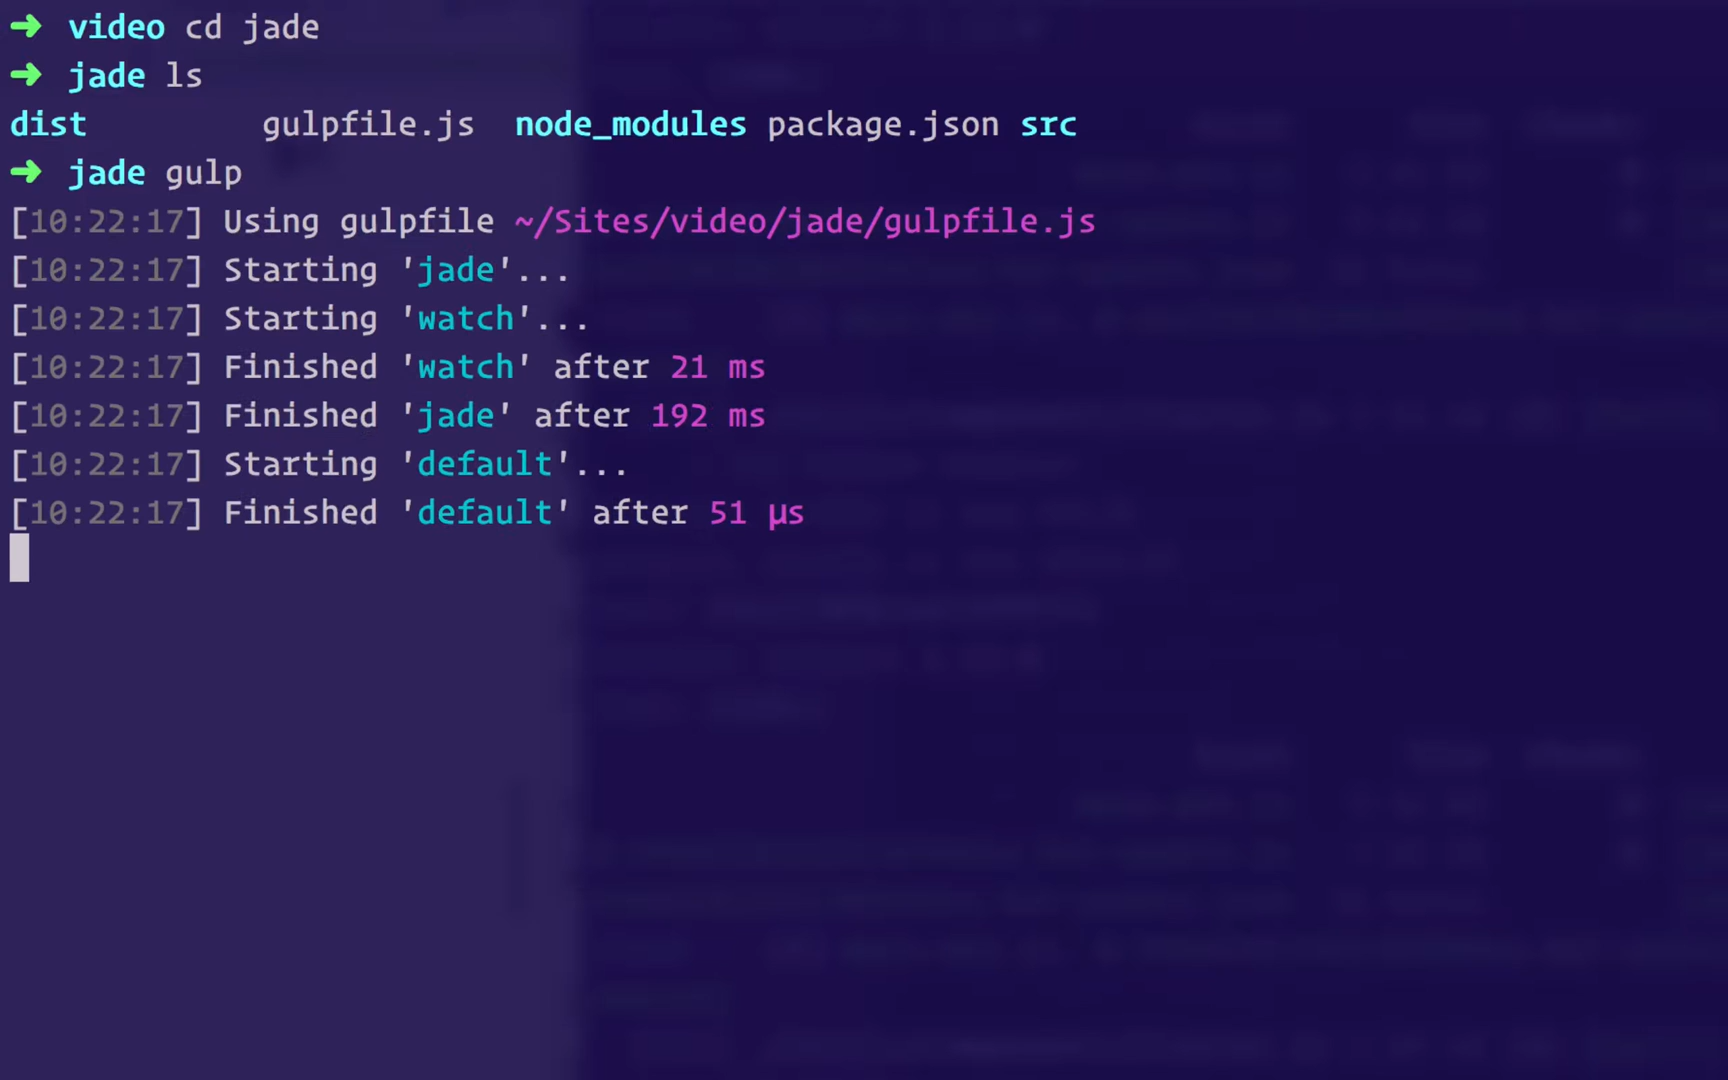 ➜ video cd jade
➜ jade ls
dist gulpfile.js node_modules package.json src
➜ jade gulp
[10:22:17] Using gulpfile ~/Sites/video/jade/gulpfile.js
[10:22:17] Starting 'jade'...
[10:22:17] Starting 'watch'...
[10:22:17] Finished 'watch' after 21 ms
[10:22:17] Finished 'jade' after 192 ms
[10:22:17] Starting 'default'...
[10:22:17] Finished 'default' after 51 μs